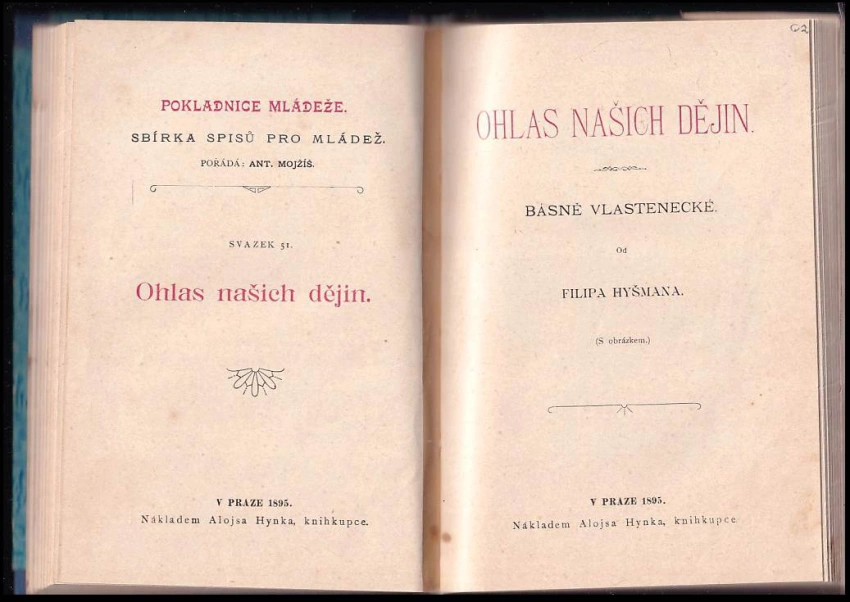 POKLADNICE MLÁDEŽE.
SBÍRKA SPISŮ PRO MLÁDEŽ.
POŘÁDÁ: ANT. MOJŽÍŠ.
SVAZEK 51.
Ohlas našich dějin.
V PRAZE 1895.
Nákladem Alojsa Hynka, knihkupce.
62
OHLAS NAŠICH DĚJIN.
BÁSNĚ VLASTENECKÉ.
Od
FILIPA HYŠMANA.
(S obrázkem.)
V PRAZE 1895.
Nákladem Alojsa Hynka, knihkupce.